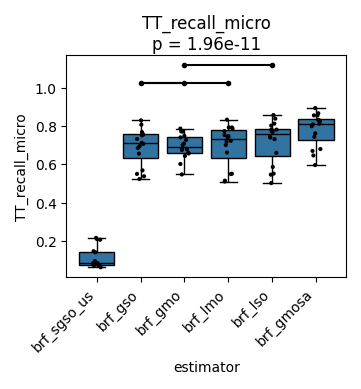 TT_recall_micro
p = 1.96e-11
TT_recall_micro
1.0
0.8
0.6
0.4
0.2
brf_sgso_us
brf_gso
brf_gmo
brf_lmo
brf_lso
brf_gmosa
estimator